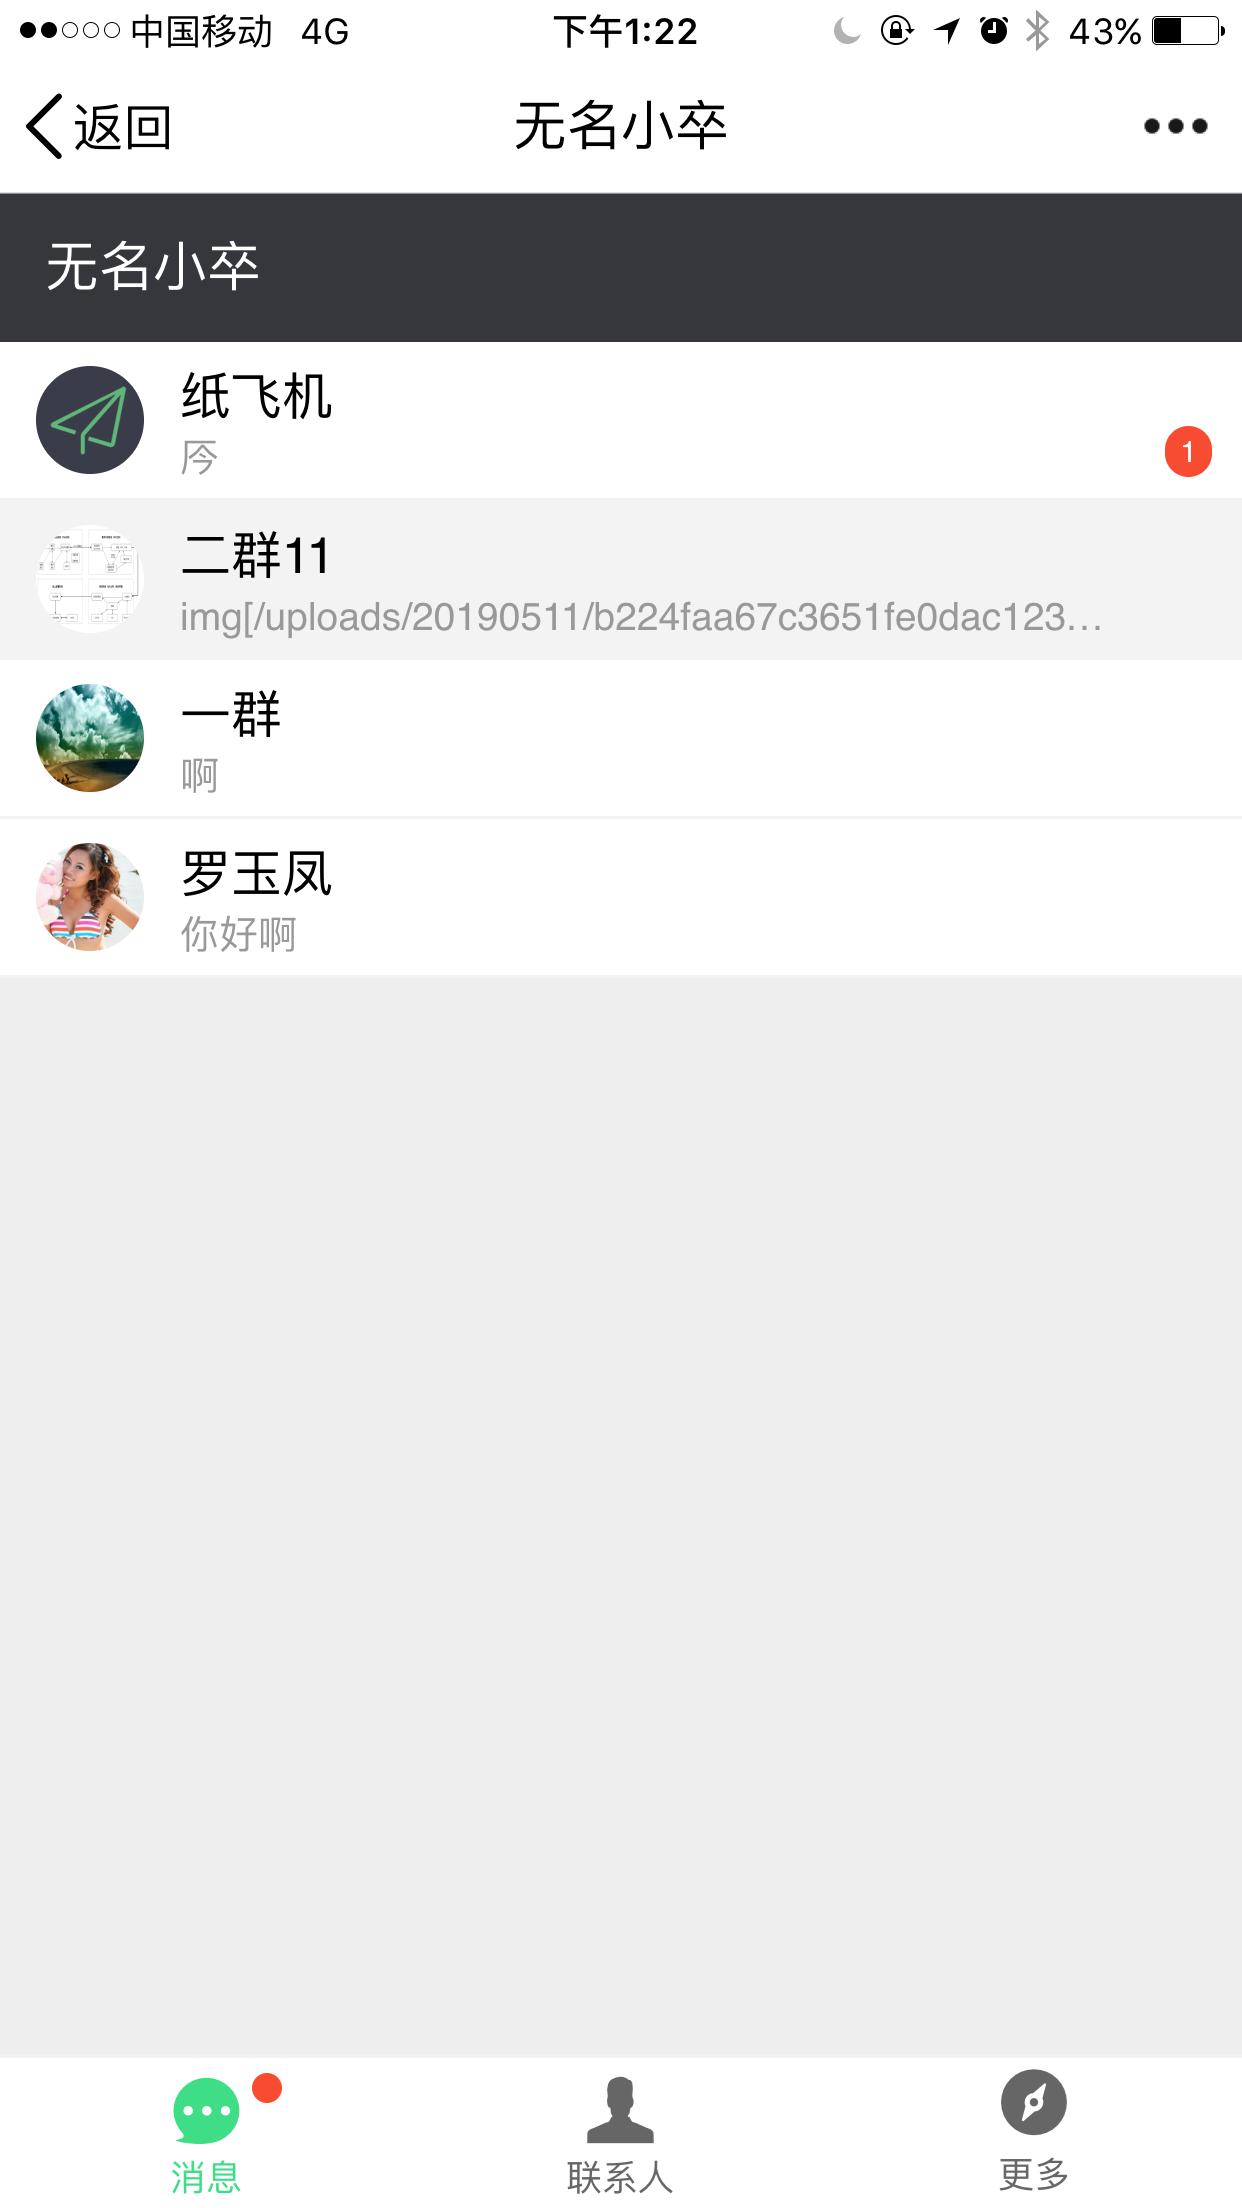 中国移动 4G 下午1:22 43%
返回 无名小卒
无名小卒
纸飞机
厈
1
二群11
img[/uploads/20190511/b224faa67c3651fe0dac123...
一群
啊
罗玉凤
你好啊
消息 联系人 更多